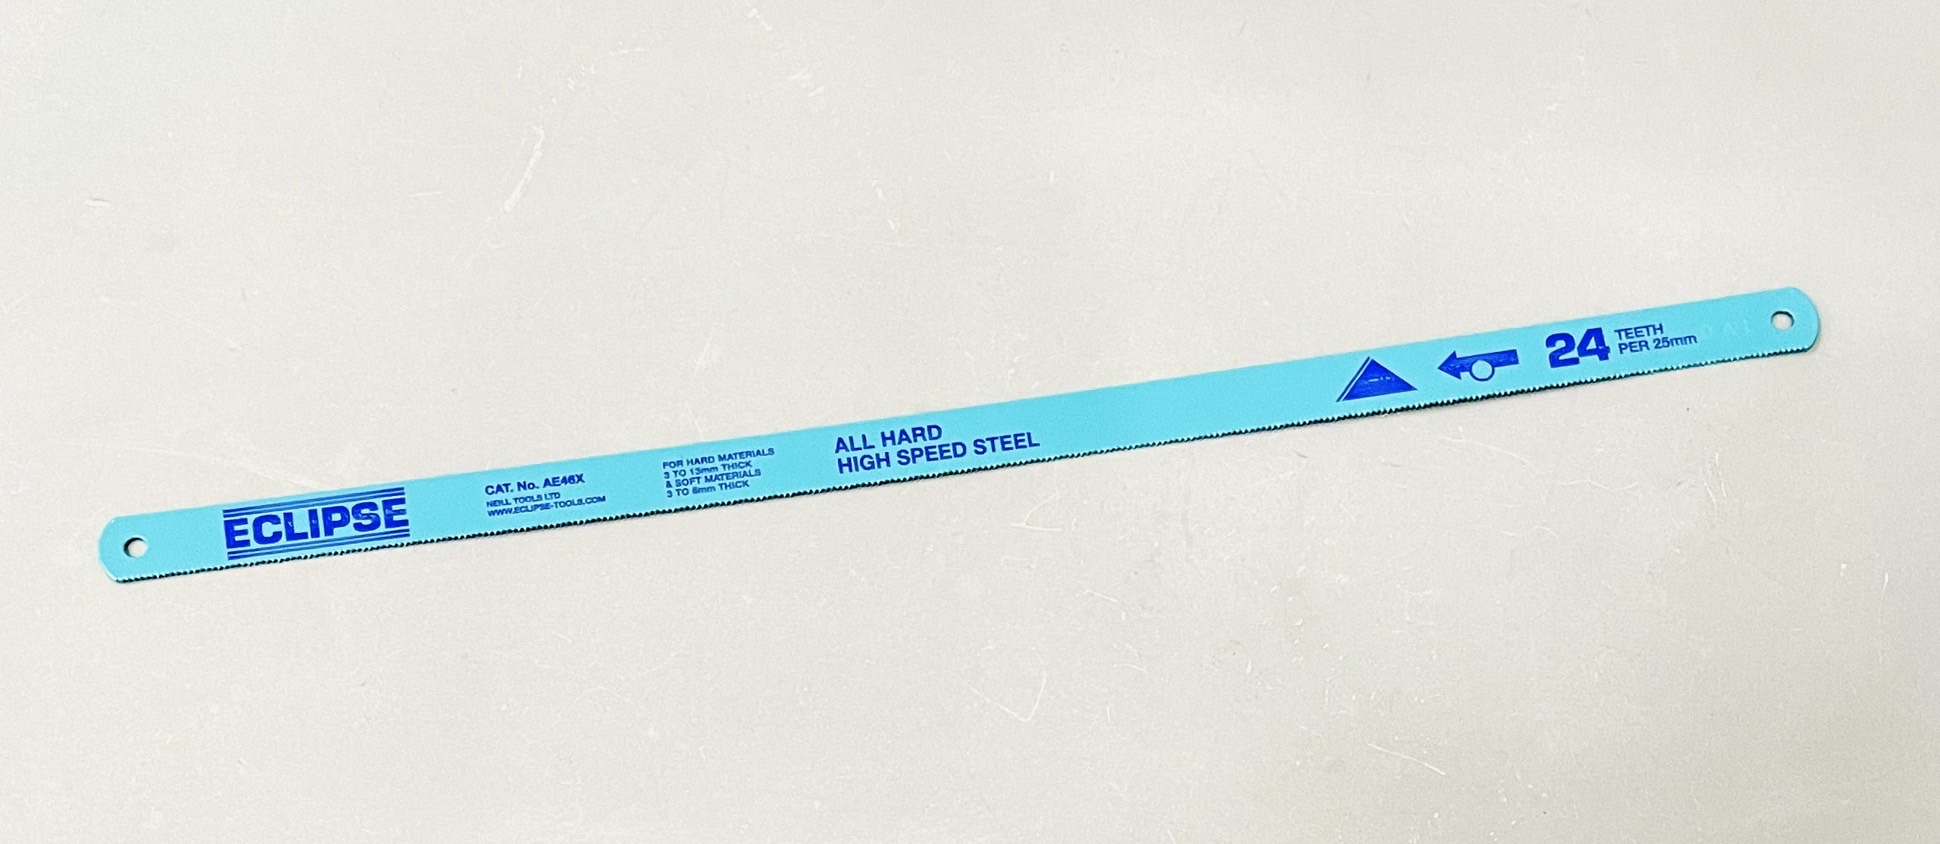 ECLIPSE
CAT. No. AE46X
NEILL TOOLS LTD
WWW.ECLIPSE-TOOLS.COM
FOR HARD MATERIALS
3 TO 13mm THICK
& SOFT MATERIALS
3 TO 6mm THICK
ALL HARD
HIGH SPEED STEEL
24
TEETH
PER 25mm